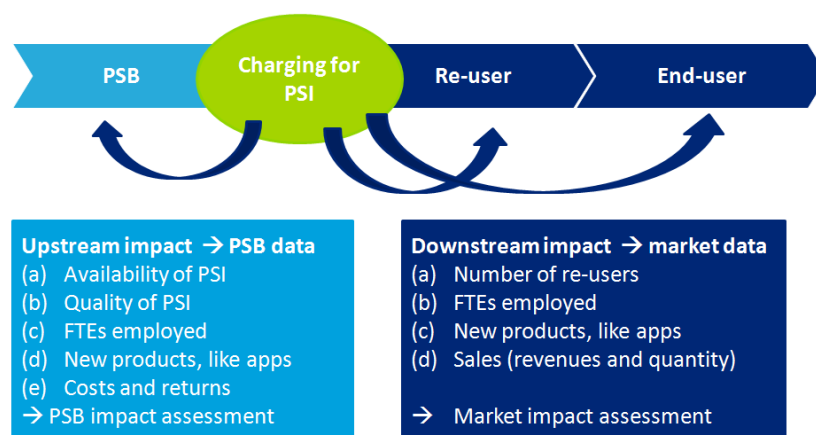 PSB
Charging for
PSI
Re-user
End-user
Upstream impact → PSB data
(a) Availability of PSI
(b) Quality of PSI
(c) FTEs employed
(d) New products, like apps
(e) Costs and returns
→ PSB impact assessment
Downstream impact → market data
(a) Number of re-users
(b) FTEs employed
(c) New products, like apps
(d) Sales (revenues and quantity)
→ Market impact assessment